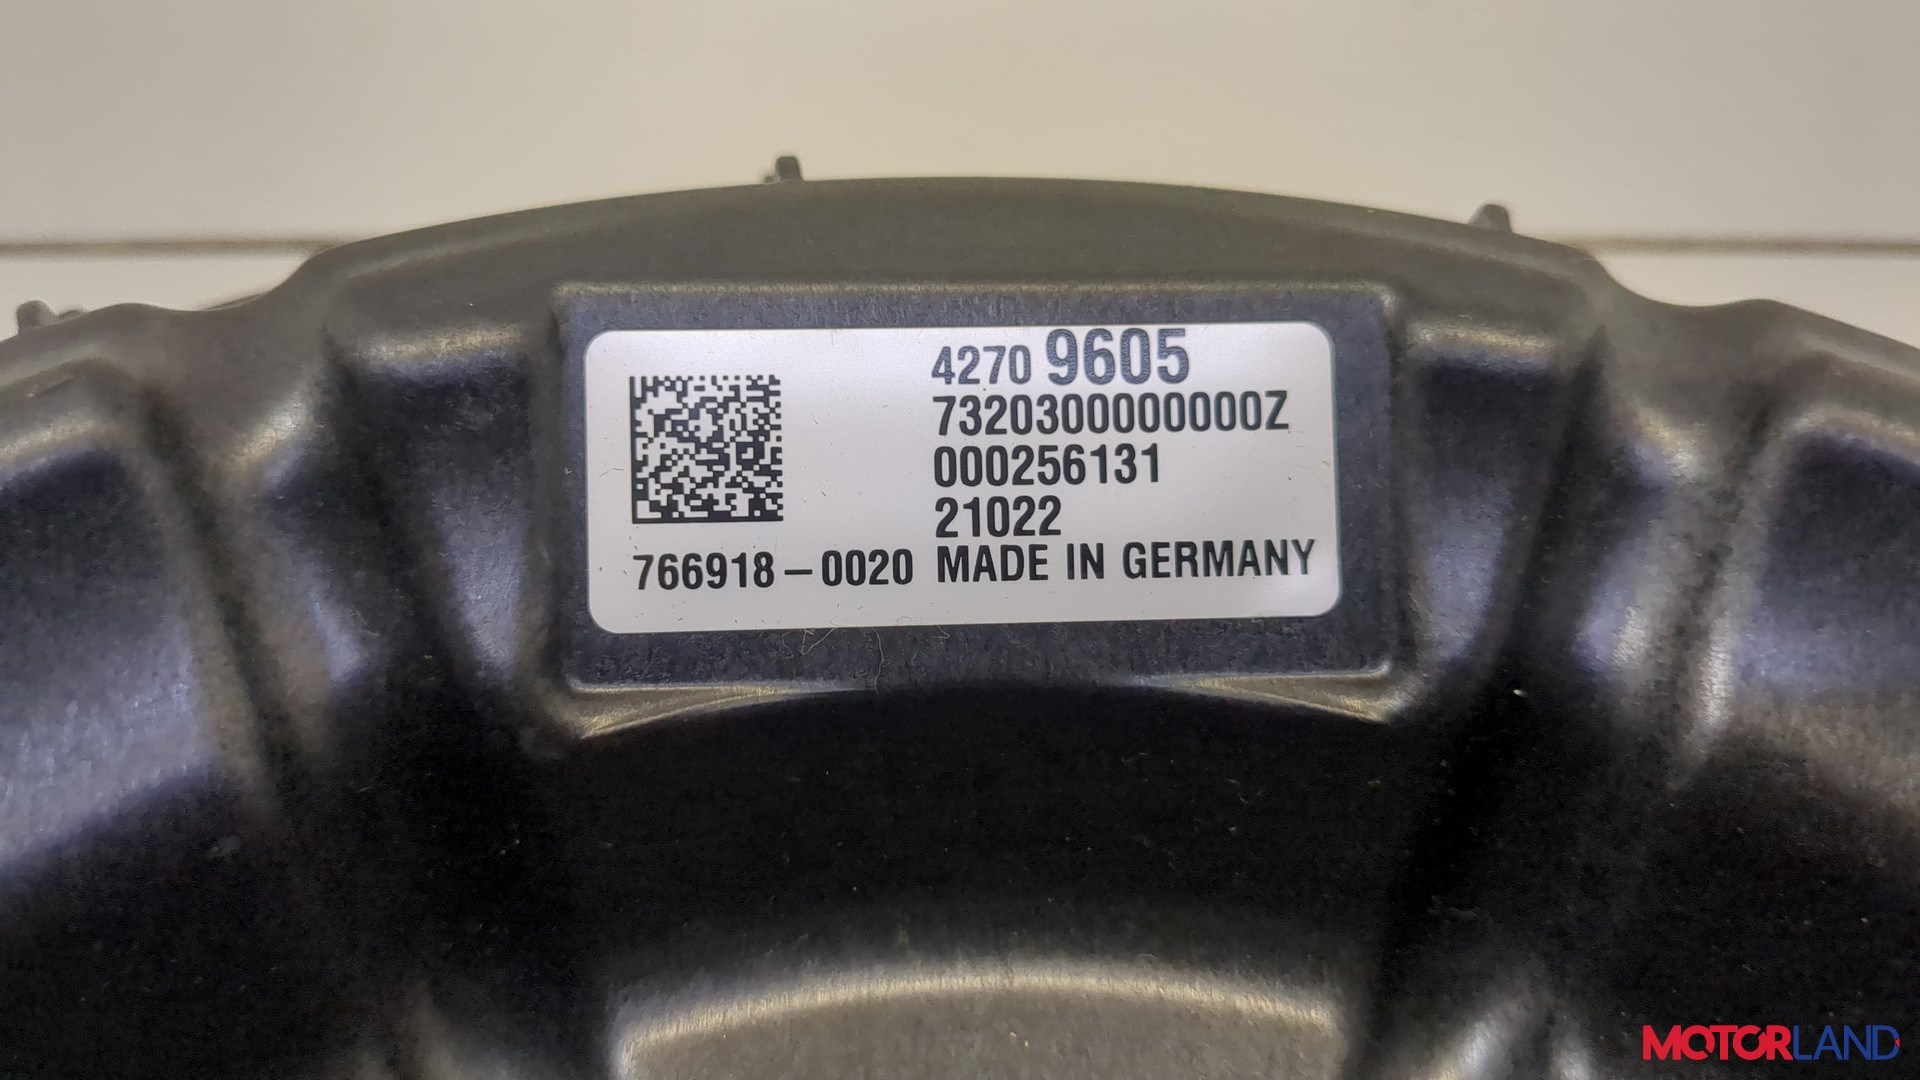 4270 9605
7320300000000Z
000256131
21022
766918-0020 MADE IN GERMANY
MOTORLAND